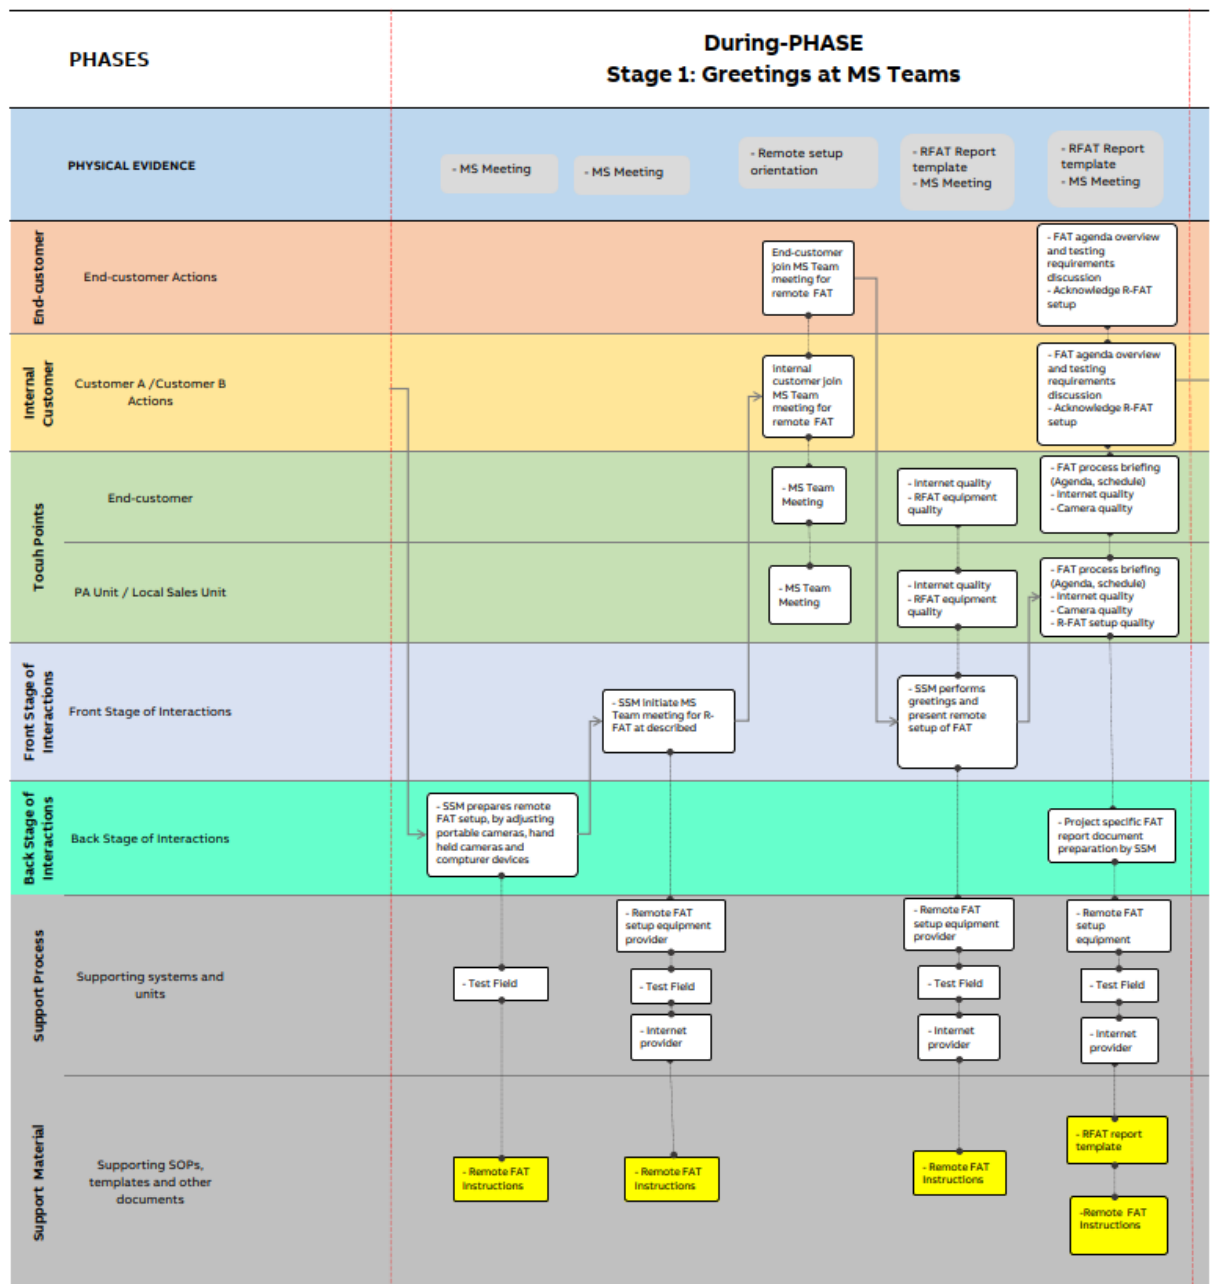 PHASES
During-PHASE
Stage 1: Greetings at MS Teams
PHYSICAL EVIDENCE
- MS Meeting
- MS Meeting
- Remote setup
orientation
- RFAT Report
template
- MS Meeting
- RFAT Report
template
- MS Meeting
End-customer
End-customer Actions
End-customer
join MS Team
meeting for
remote FAT
- FAT agenda overview
and testing
requirements
discussion
- Acknowledge R-FAT
setup
Internal
Customer
Customer A /Customer B
Actions
Internal
customer join
MS Team
meeting for
remote FAT
- FAT agenda overview
and testing
requirements
discussion
- Acknowledge R-FAT
setup
Tocuh Points
End-customer
- MS Team
Meeting
- Internet quality
- RFAT equipment
quality
- FAT process briefing
(Agenda, schedule)
- Internet quality
- Camera quality
PA Unit / Local Sales Unit
- MS Team
Meeting
- Internet quality
- RFAT equipment
quality
- FAT process briefing
(Agenda, schedule)
- Internet quality
- Camera quality
- R-FAT setup quality
Front Stage of
Interactions
Front Stage of Interactions
- SSM Initiate MS
Team meeting for R-
FAT at described
- SSM performs
greetings and
present remote
setup of FAT
Back Stage of
Interactions
Back Stage of Interactions
- SSM prepares remote
FAT setup, by adjusting
portable cameras, hand
held cameras and
compturer devices
- Project specific FAT
report document
preparation by SSM
Support Process
Supporting systems and
units
- Test Field
- Remote FAT
setup equipment
provider
- Test Field
- Internet
provider
- Remote FAT
setup equipment
provider
- Test Field
- Internet
provider
- Remote FAT
setup
equipment
- Test Field
- Internet
provider
Support Material
Supporting SOPs,
templates and other
documents
- Remote FAT
Instructions
- Remote FAT
Instructions
- Remote FAT
Instructions
- RFAT report
template
-Remote FAT
Instructions